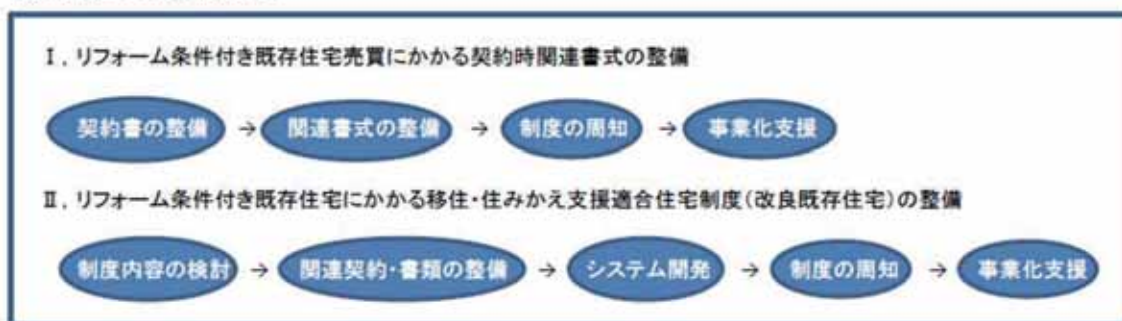 Ⅰ．リフォーム条件付き既存住宅売買にかかる契約時関連書式の整備
契約書の整備 → 関連書式の整備 → 制度の周知 → 事業化支援
Ⅱ．リフォーム条件付き既存住宅にかかる移住・住みかえ支援適合住宅制度（改良既存住宅）の整備
制度内容の検討 → 関連契約・書類の整備 → システム開発 → 制度の周知 → 事業化支援